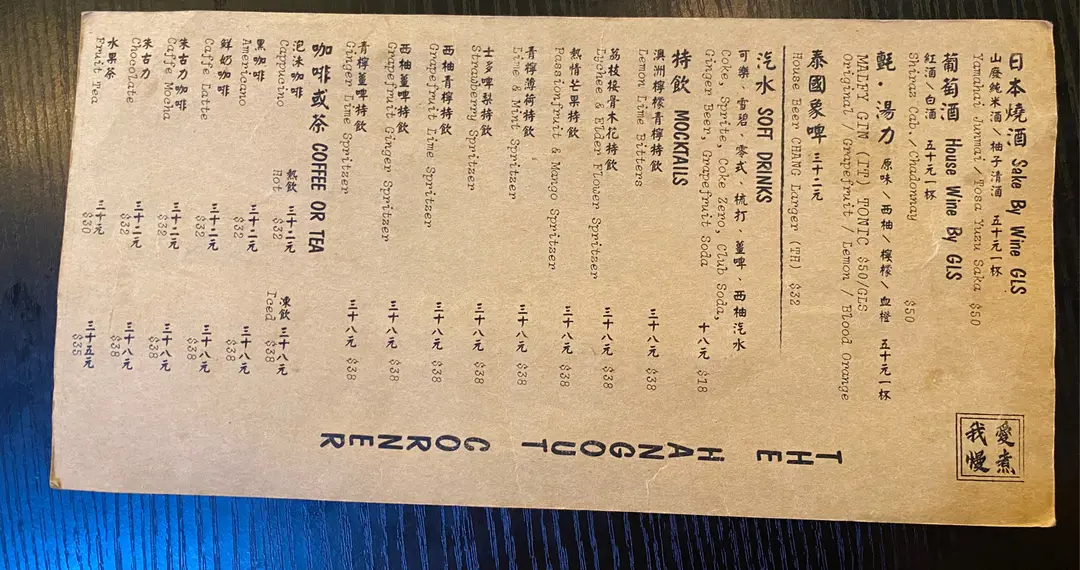 日本燒酒 Sake By Wine GLS
山廢純米酒／柚子清酒 五十元一杯
Yamahai Junmai / Tosa Yuzu Saka $50
葡萄酒 House Wine By GLS
紅酒／白酒 五十元一杯
Shiraz Cab./Chadonnay $50
氈．湯力 原味／西柚／檸檬／血橙 五十元一杯
MALFY GIN (IT) TONIC $50/GLS
Original / Grapefruit / Lemon / Blood Orange
泰國象啤 三十二元
House Beer CHANG Larger (TH) $32
汽水 SOFT DRINKS
可樂、雪碧、零式、梳打、薑啤、西柚汽水
Coke, Sprite, Coke Zero, Club Soda,
Ginger Beer, Grapefruit Soda 十八元 $18
特飲 MOCKTAILS
澳洲檸檬青檸特飲
Lemon Lime Bitters 三十八元 $38
荔枝接骨木花特飲
Lychee & Elder Flower Spritzer 三十八元 $38
熱情芒果特飲
Passionfruit & Mango Spritzer 三十八元 $38
青檸薄荷特飲
Lime & Mint Spritzer 三十八元 $38
士多啤梨特飲
Strawberry Spritzer 三十八元 $38
西柚青檸特飲
Grapefruit Lime Spritzer 三十八元 $38
西柚薑啤特飲
Grapefruit Ginger Spritzer 三十八元 $38
青檸薑啤特飲
Ginger Lime Spritzer 三十八元 $38
咖啡或茶 COFFEE OR TEA
熱飲 凍飲
泡沫咖啡 三十二元 三十八元
Cappucino Hot $32 Iced $38
黑咖啡 三十二元 三十八元
Americano $32 $38
鮮奶咖啡 三十二元 三十八元
Caffe Latte $32 $38
朱古力咖啡 三十二元 三十八元
Caffe Mocha $32 $38
朱古力 三十二元 三十八元
Chocolate $32 $38
水果茶 三十元 三十五元
Fruit Tea $30 $35
愛煮
我慢
THE HANGOUT CORNER